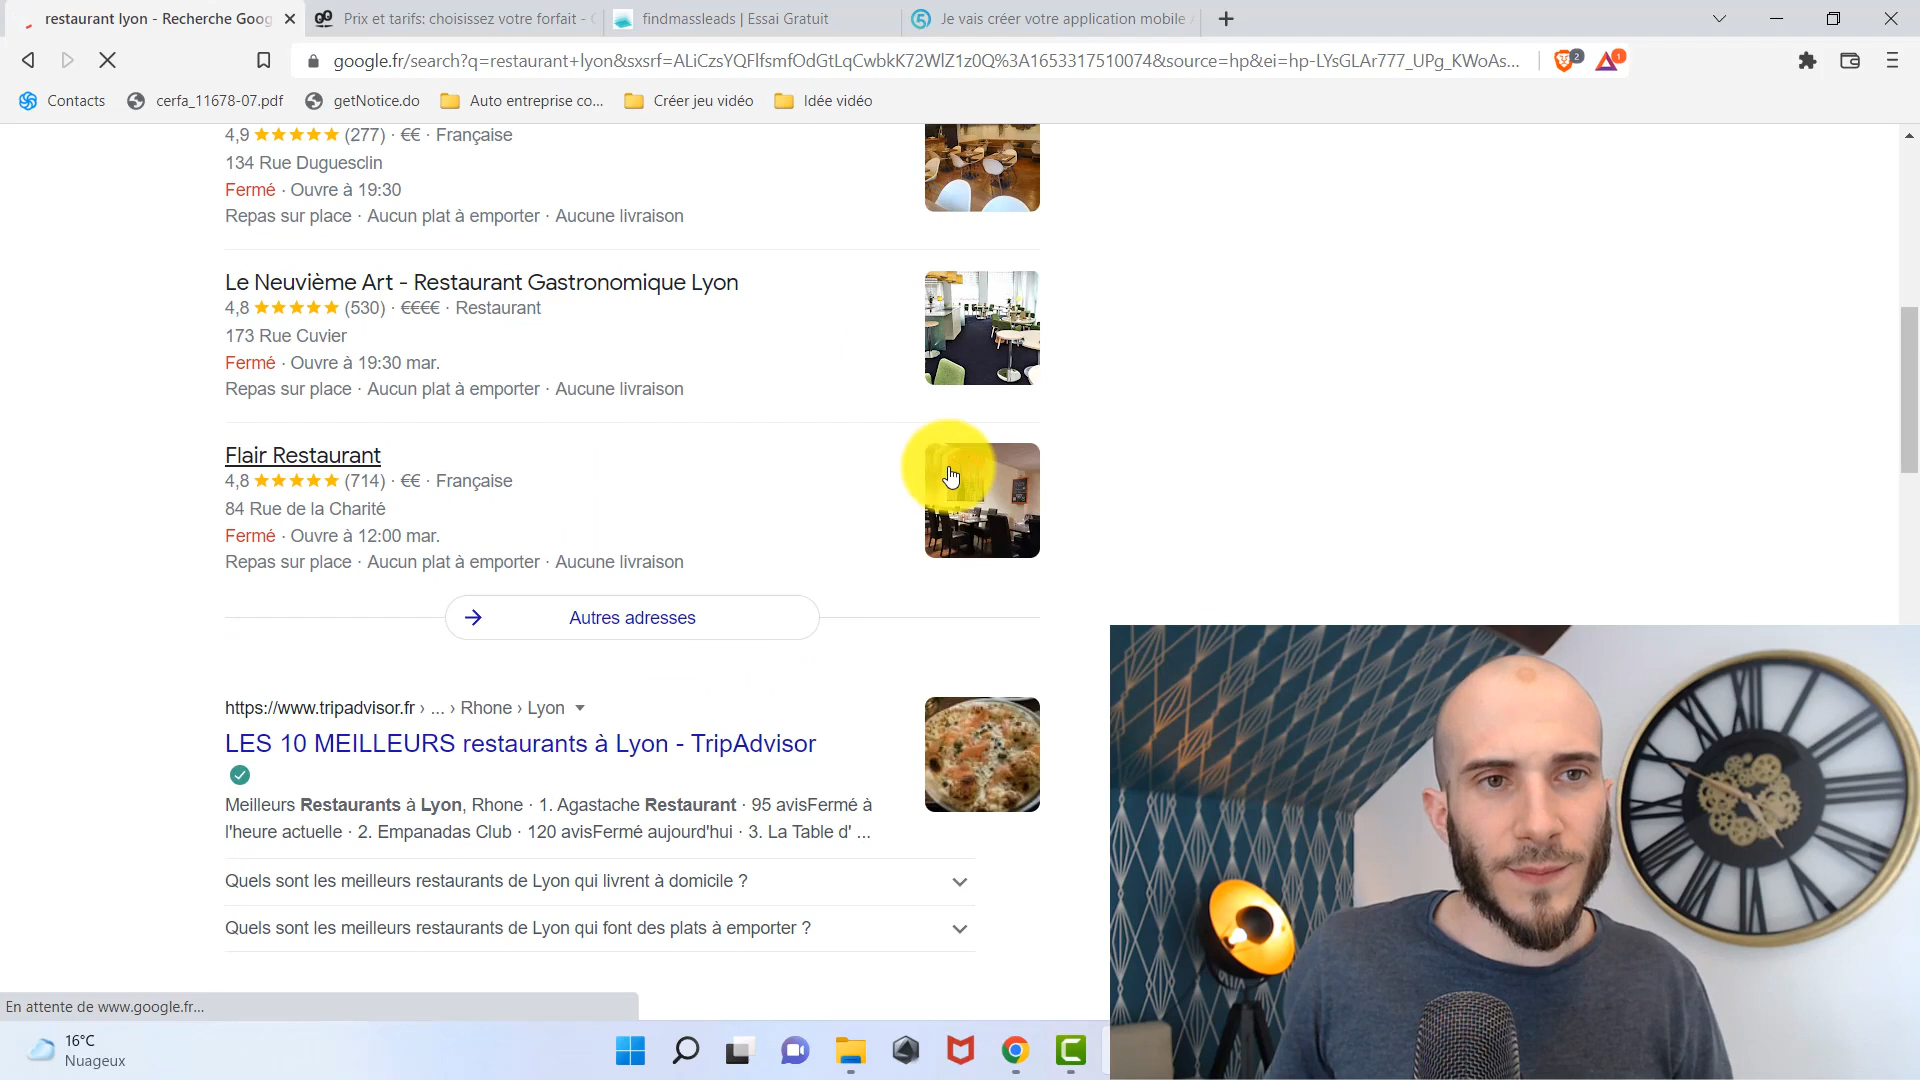 restaurant lyon - Recherche Goog
Prix et tarifs: choisissez votre forfait -
findmassleads | Essai Gratuit
Je vais créer votre application mobile
google.fr/search?q=restaurant+lyon&sxsrf=ALiCzsYQFlfsmfOdGtLqCwbkK72WlZ1z0Q%3A1653317510074&source=hp&ei=hp-LYsGLAr777_UPg_KWoAs...
2
1
Contacts
cerfa_11678-07.pdf
getNotice.do
Auto entreprise co...
Créer jeu vidéo
Idée vidéo
4,9 ★★★★★ (277) · €€ · Française
134 Rue Duguesclin
Fermé · Ouvre à 19:30
Repas sur place · Aucun plat à emporter · Aucune livraison
Le Neuvième Art - Restaurant Gastronomique Lyon
4,8 ★★★★★ (530) · €€€€ · Restaurant
173 Rue Cuvier
Fermé · Ouvre à 19:30 mar.
Repas sur place · Aucun plat à emporter · Aucune livraison
Flair Restaurant
4,8 ★★★★★ (714) · €€ · Française
84 Rue de la Charité
Fermé · Ouvre à 12:00 mar.
Repas sur place · Aucun plat à emporter · Aucune livraison
Autres adresses
https://www.tripadvisor.fr › ... › Rhone › Lyon
LES 10 MEILLEURS restaurants à Lyon - TripAdvisor
Meilleurs Restaurants à Lyon, Rhone · 1. Agastache Restaurant · 95 avisFermé à
l'heure actuelle · 2. Empanadas Club · 120 avisFermé aujourd'hui · 3. La Table d' ...
Quels sont les meilleurs restaurants de Lyon qui livrent à domicile ?
Quels sont les meilleurs restaurants de Lyon qui font des plats à emporter ?
En attente de www.google.fr...
16°C
Nuageux